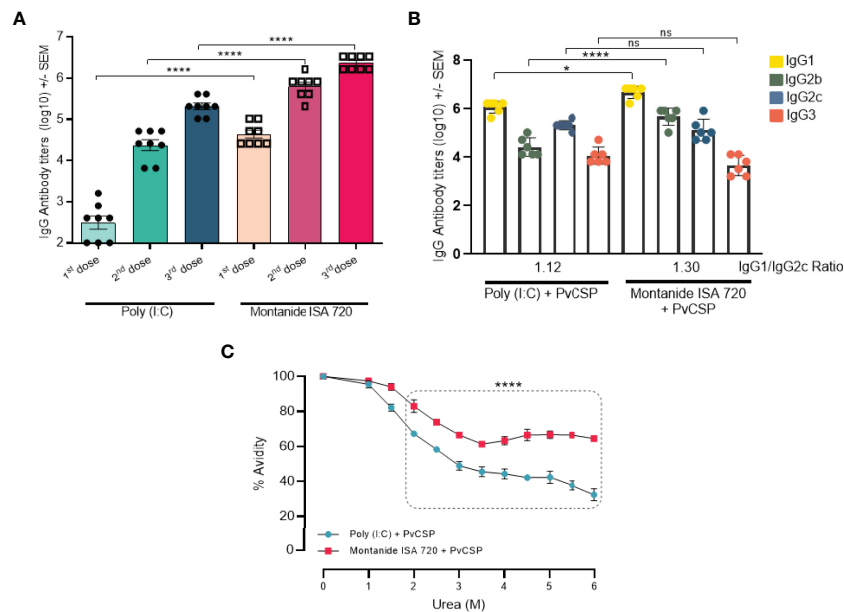 A
IgG Antibody titers (log10) +/- SEM
7
6
5
4
3
2
****
****
****
1st dose
2nd dose
3rd dose
1st dose
2nd dose
3rd dose
Poly (I:C)
Montanide ISA 720
B
IgG Antibody titers (log10) +/- SEM
8
6
4
2
0
ns
ns
****
*
IgG1
IgG2b
IgG2c
IgG3
1.12
1.30
IgG1/IgG2c Ratio
Poly (I:C) + PvCSP
Montanide ISA 720
+ PvCSP
C
% Avidity
100
80
60
40
20
0
****
Poly (I:C) + PvCSP
Montanide ISA 720 + PvCSP
0
1
2
3
4
5
6
Urea (M)